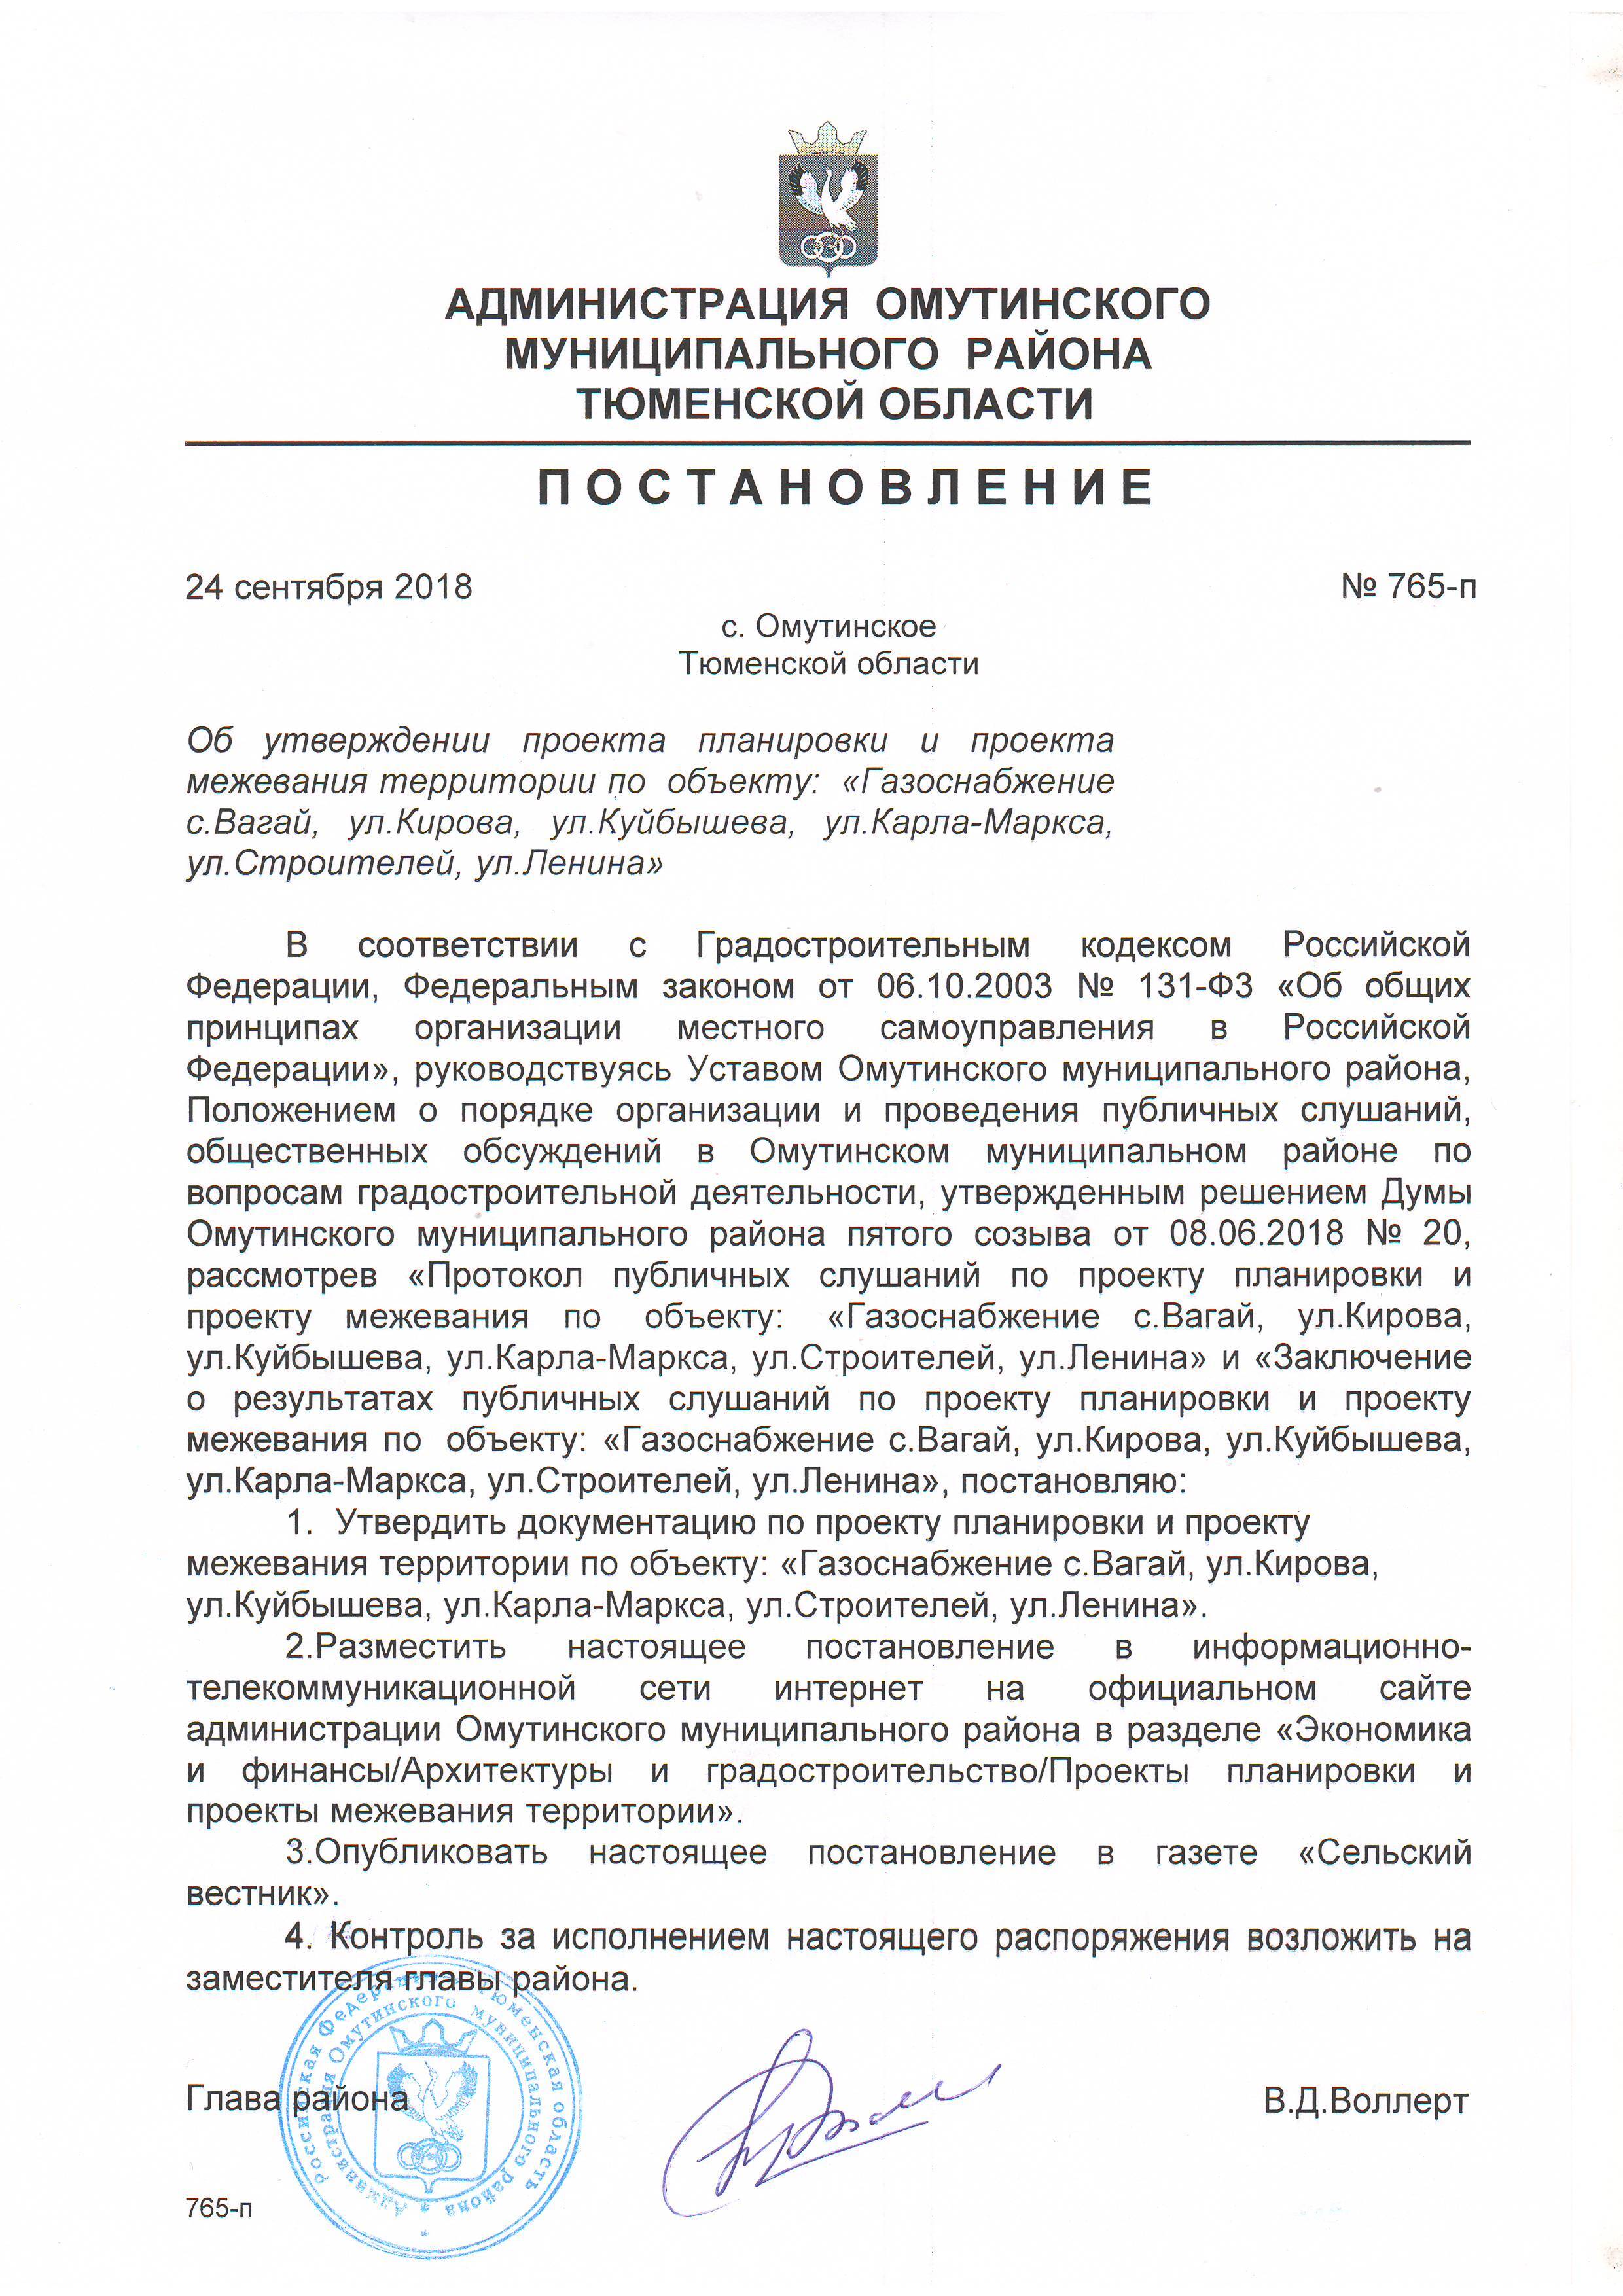 АДМИНИСТРАЦИЯ ОМУТИНСКОГО
МУНИЦИПАЛЬНОГО РАЙОНА
ТЮМЕНСКОЙ ОБЛАСТИ
П О С Т А Н О В Л Е Н И Е
24 сентября 2018 № 765-п
с. Омутинское
Тюменской области
Об утверждении проекта планировки и проекта
межевания территории по объекту: «Газоснабжение
с.Вагай, ул.Кирова, ул.Куйбышева, ул.Карла-Маркса,
ул.Строителей, ул.Ленина»
В соответствии с Градостроительным кодексом Российской
Федерации, Федеральным законом от 06.10.2003 № 131-ФЗ «Об общих
принципах организации местного самоуправления в Российской
Федерации», руководствуясь Уставом Омутинского муниципального района,
Положением о порядке организации и проведения публичных слушаний,
общественных обсуждений в Омутинском муниципальном районе по
вопросам градостроительной деятельности, утвержденным решением Думы
Омутинского муниципального района пятого созыва от 08.06.2018 № 20,
рассмотрев «Протокол публичных слушаний по проекту планировки и
проекту межевания по объекту: «Газоснабжение с.Вагай, ул.Кирова,
ул.Куйбышева, ул.Карла-Маркса, ул.Строителей, ул.Ленина» и «Заключение
о результатах публичных слушаний по проекту планировки и проекту
межевания по объекту: «Газоснабжение с.Вагай, ул.Кирова, ул.Куйбышева,
ул.Карла-Маркса, ул.Строителей, ул.Ленина», постановляю:
1. Утвердить документацию по проекту планировки и проекту
межевания территории по объекту: «Газоснабжение с.Вагай, ул.Кирова,
ул.Куйбышева, ул.Карла-Маркса, ул.Строителей, ул.Ленина».
2.Разместить настоящее постановление в информационно-
телекоммуникационной сети интернет на официальном сайте
администрации Омутинского муниципального района в разделе «Экономика
и финансы/Архитектуры и градостроительство/Проекты планировки и
проекты межевания территории».
3.Опубликовать настоящее постановление в газете «Сельский
вестник».
4. Контроль за исполнением настоящего распоряжения возложить на
заместителя главы района.
Российская Федерация Тюменская область
Администрация Омутинского муниципального района
Глава района В.Д.Воллерт
765-п